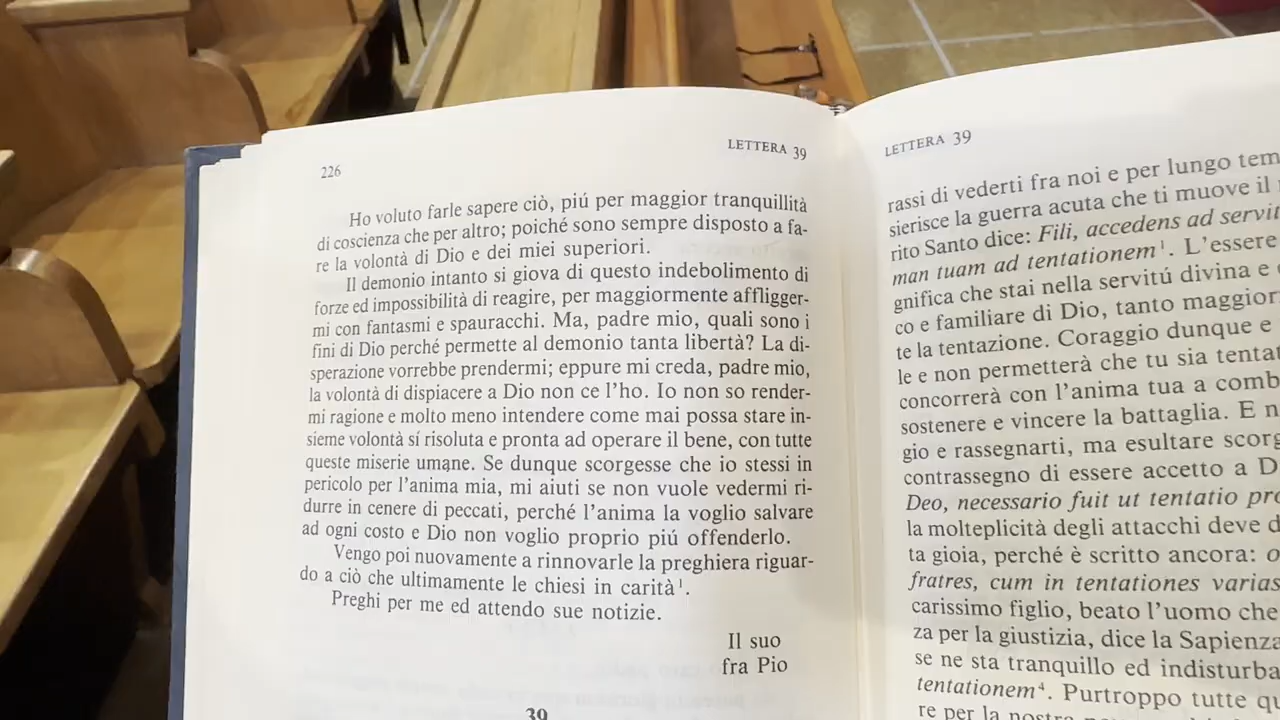 226
LETTERA 39
Ho voluto farle sapere ciò, piú per maggior tranquillità
di coscienza che per altro; poiché sono sempre disposto a fa-
re la volontà di Dio e dei miei superiori.
Il demonio intanto si giova di questo indebolimento di
forze ed impossibilità di reagire, per maggiormente affligger-
mi con fantasmi e spauracchi. Ma, padre mio, quali sono i
fini di Dio perché permette al demonio tanta libertà? La di-
sperazione vorrebbe prendermi; eppure mi creda, padre mio,
la volontà di dispiacere a Dio non ce l'ho. Io non so render-
mi ragione e molto meno intendere come mai possa stare in-
sieme volontà sí risoluta e pronta ad operare il bene, con tutte
queste miserie umane. Se dunque scorgesse che io stessi in
pericolo per l'anima mia, mi aiuti se non vuole vedermi ri-
durre in cenere di peccati, perché l'anima la voglio salvare
ad ogni costo e Dio non voglio proprio piú offenderlo.
Vengo poi nuovamente a rinnovarle la preghiera riguar-
do a ciò che ultimamente le chiesi in carità¹.
Preghi per me ed attendo sue notizie.
Il suo
fra Pio
39
LETTERA 39
rassi di vederti fra noi e per lungo tem
sierisce la guerra acuta che ti muove il
rito Santo dice: Fili, accedens ad servi
man tuam ad tentationem¹. L'essere
gnifica che stai nella servitú divina e
co e familiare di Dio, tanto maggior
te la tentazione. Coraggio dunque e
le e non permetterà che tu sia tentat
concorrerà con l'anima tua a comb
sostenere e vincere la battaglia. E n
gio e rassegnarti, ma esultare scorg
contrassegno di essere accetto a D
Deo, necessario fuit ut tentatio pro
la molteplicità degli attacchi deve d
ta gioia, perché è scritto ancora: o
fratres, cum in tentationes varias
carissimo figlio, beato l'uomo che
za per la giustizia, dice la Sapienza
se ne sta tranquillo ed indisturba
tentationem⁴. Purtroppo tutte qu
re per la nostra